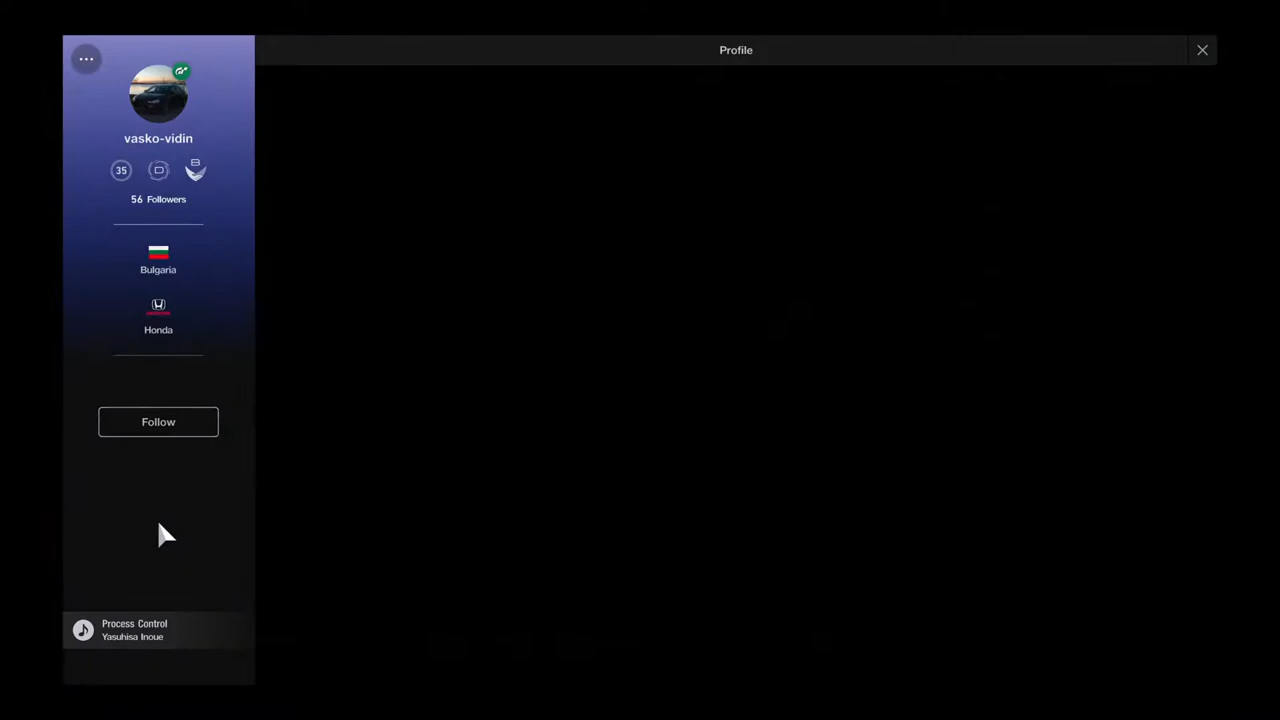 Profile
vasko-vidin
35 D B
56 Followers
Bulgaria
Honda
Follow
Process Control
Yasuhisa Inoue